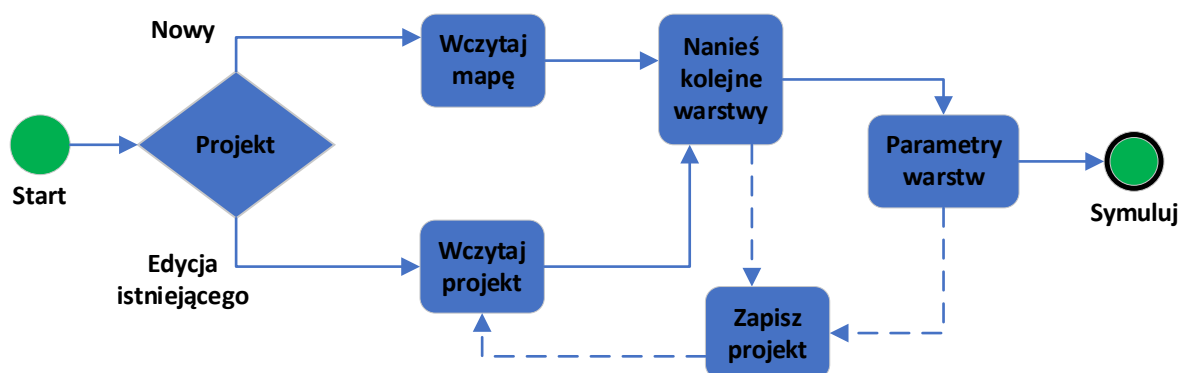 Nowy
Wczytaj
mapę
Nanieś
kolejne
warstwy
Projekt
Parametry
warstw
Start
Symuluj
Edycja
istniejącego
Wczytaj
projekt
Zapisz
projekt